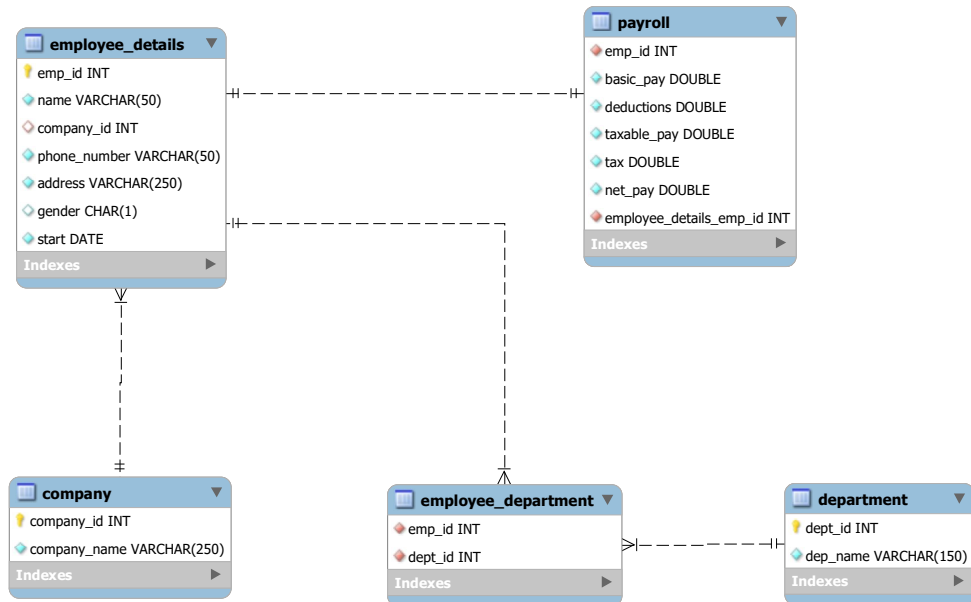 employee_details
emp_id INT
name VARCHAR(50)
company_id INT
phone_number VARCHAR(50)
address VARCHAR(250)
gender CHAR(1)
start DATE
Indexes
payroll
emp_id INT
basic_pay DOUBLE
deductions DOUBLE
taxable_pay DOUBLE
tax DOUBLE
net_pay DOUBLE
employee_details_emp_id INT
Indexes
company
company_id INT
company_name VARCHAR(250)
Indexes
employee_department
emp_id INT
dept_id INT
Indexes
department
dept_id INT
dep_name VARCHAR(150)
Indexes